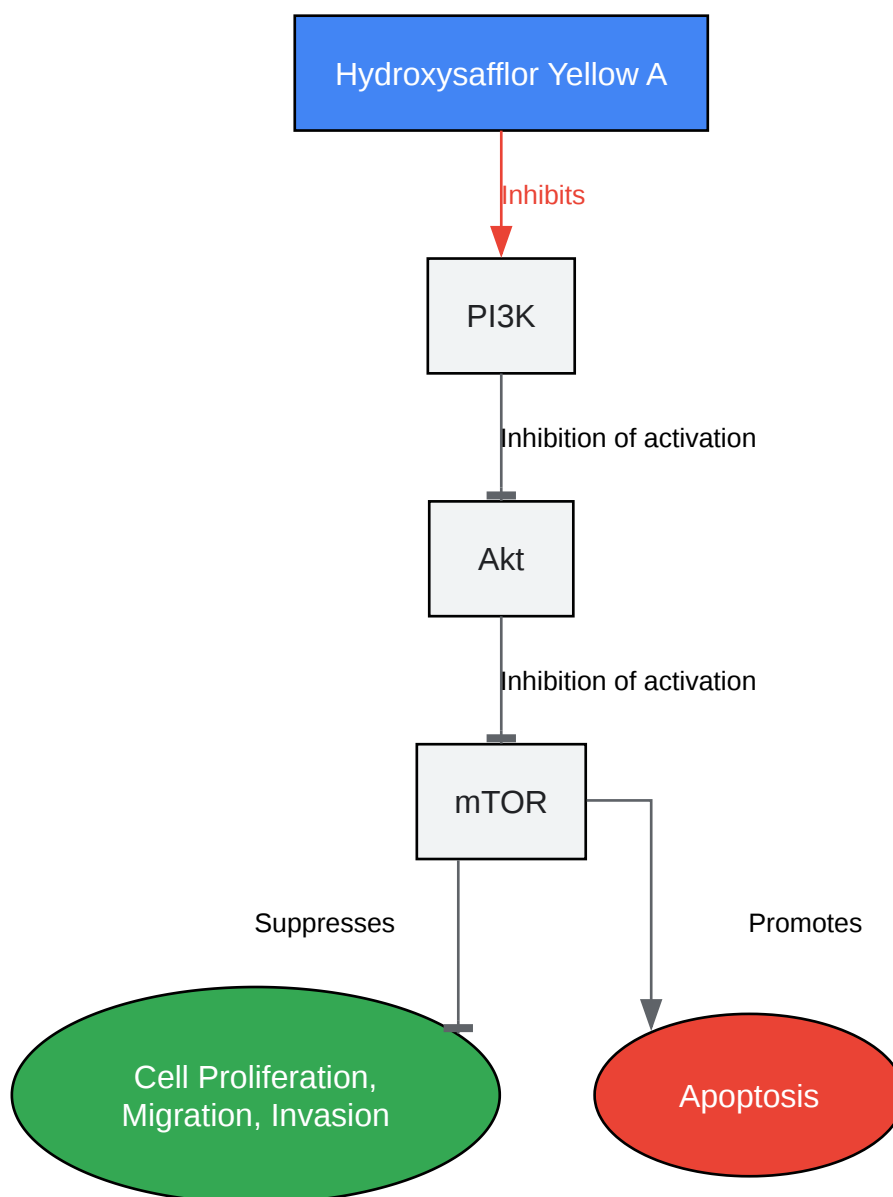 Hydroxysafflor Yellow A
Inhibits
PI3K
Inhibition of activation
Akt
Inhibition of activation
mTOR
Suppresses
Promotes
Cell Proliferation,
Migration, Invasion
Apoptosis